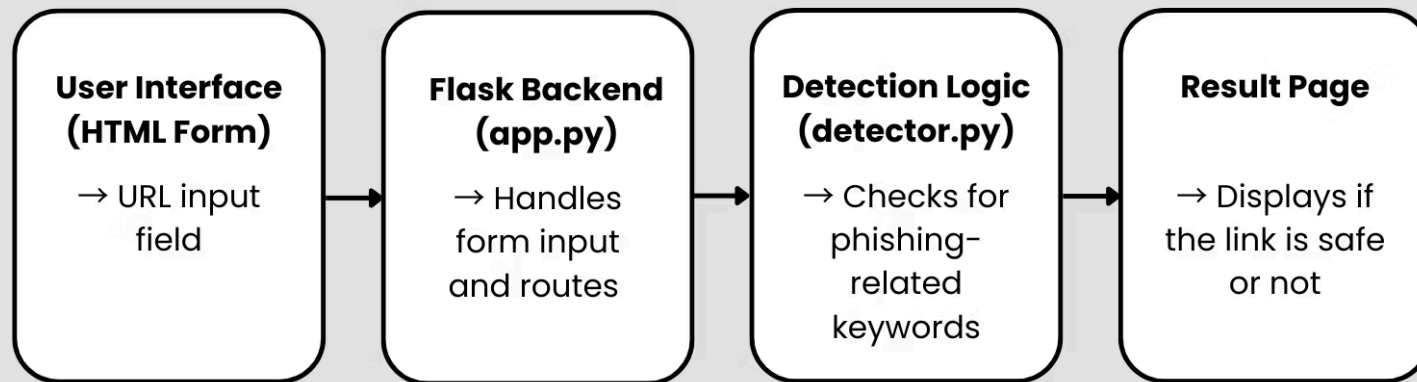 User Interface
(HTML Form)
→ URL input
field
Flask Backend
(app.py)
→ Handles
form input
and routes
Detection Logic
(detector.py)
→ Checks for
phishing-
related
keywords
Result Page
→ Displays if
the link is safe
or not